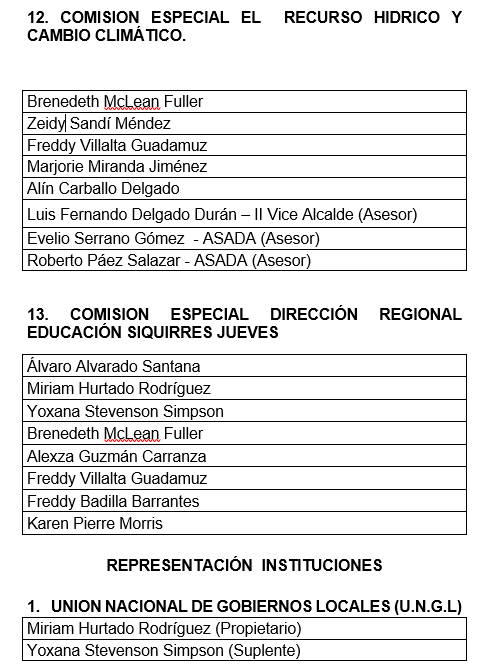 12. COMISION ESPECIAL EL RECURSO HIDRICO Y
CAMBIO CLIMÁTICO.
Brenedeth McLean Fuller
Zeidy Sandí Méndez
Freddy Villalta Guadamuz
Marjorie Miranda Jiménez
Alín Carballo Delgado
Luis Fernando Delgado Durán – II Vice Alcalde (Asesor)
Evelio Serrano Gómez - ASADA (Asesor)
Roberto Páez Salazar - ASADA (Asesor)
13. COMISION ESPECIAL DIRECCIÓN REGIONAL
EDUCACIÓN SIQUIRRES JUEVES
Álvaro Alvarado Santana
Miriam Hurtado Rodríguez
Yoxana Stevenson Simpson
Brenedeth McLean Fuller
Alexza Guzmán Carranza
Freddy Villalta Guadamuz
Freddy Badilla Barrantes
Karen Pierre Morris
REPRESENTACIÓN INSTITUCIONES
1. UNION NACIONAL DE GOBIERNOS LOCALES (U.N.G.L)
Miriam Hurtado Rodríguez (Propietario)
Yoxana Stevenson Simpson (Suplente)